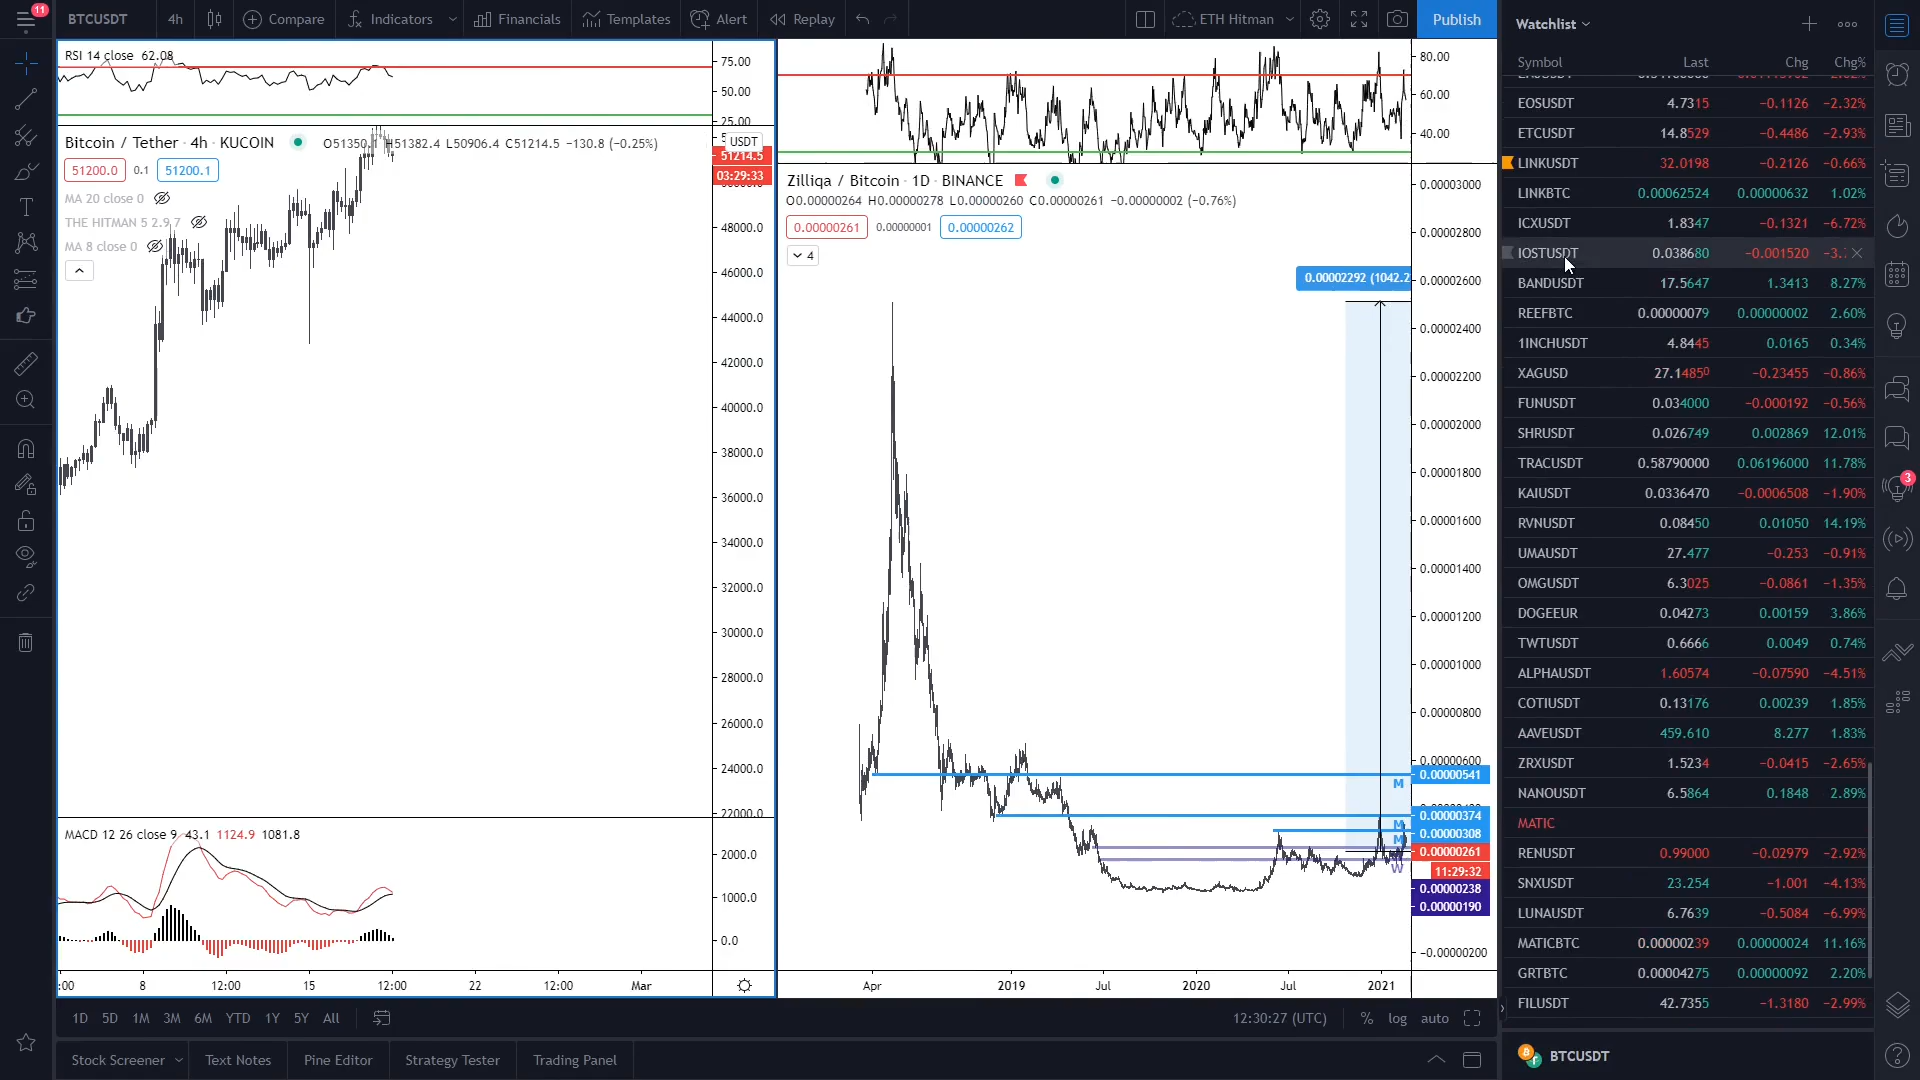 11
BTCUSDT
4h
Compare
Indicators
Financials
Templates
Alert
Replay
ETH Hitman
Publish
RSI 14 close 62.08
75.00
50.00
25.00
Bitcoin / Tether · 4h · KUCOIN
O51350.1 H51382.4 L50906.4 C51214.5 −130.8 (−0.25%)
USDT
51214.5
03:29:33
51200.0 0.1 51200.1
MA 20 close 0
THE HITMAN 5 2.9 7
MA 8 close 0
48000.0
46000.0
44000.0
42000.0
40000.0
38000.0
36000.0
34000.0
32000.0
30000.0
28000.0
26000.0
24000.0
22000.0
MACD 12 26 close 9 43.1 1124.9 1081.8
2000.0
1000.0
0.0
:00 8 12:00 15 12:00 22 12:00 Mar
80.00
60.00
40.00
Zilliqa / Bitcoin · 1D · BINANCE
O0.00000264 H0.00000278 L0.00000260 C0.00000261 −0.00000002 (−0.76%)
0.00000261 0.00000001 0.00000262
4
0.00002292 (1042.2
0.00003000
0.00002800
0.00002600
0.00002400
0.00002200
0.00002000
0.00001800
0.00001600
0.00001400
0.00001200
0.00001000
0.00000800
0.00000600
0.00000541
M
0.00000374
M
0.00000308
M
0.00000261
11:29:32
W
0.00000238
0.00000190
−0.00000200
Apr 2019 Jul 2020 Jul 2021
1D 5D 1M 3M 6M YTD 1Y 5Y All
12:30:27 (UTC) % log auto
Stock Screener Text Notes Pine Editor Strategy Tester Trading Panel
Watchlist
Symbol Last Chg Chg%
EOSUSDT 4.7315 −0.1126 −2.32%
ETCUSDT 14.8529 −0.4486 −2.93%
LINKUSDT 32.0198 −0.2126 −0.66%
LINKBTC 0.00062524 0.00000632 1.02%
ICXUSDT 1.8347 −0.1321 −6.72%
IOSTUSDT 0.038680 −0.001520 −3.:
BANDUSDT 17.5647 1.3413 8.27%
REEFBTC 0.00000079 0.00000002 2.60%
1INCHUSDT 4.8445 0.0165 0.34%
XAGUSD 27.1485⁰ −0.23455 −0.86%
FUNUSDT 0.034000 −0.000192 −0.56%
SHRUSDT 0.026749 0.002869 12.01%
TRACUSDT 0.58790000 0.06196000 11.78%
KAIUSDT 0.0336470 −0.0006508 −1.90%
RVNUSDT 0.08450 0.01050 14.19%
UMAUSDT 27.477 −0.253 −0.91%
OMGUSDT 6.3025 −0.0861 −1.35%
DOGEEUR 0.04273 0.00159 3.86%
TWTUSDT 0.6666 0.0049 0.74%
ALPHAUSDT 1.60574 −0.07590 −4.51%
COTIUSDT 0.13176 0.00239 1.85%
AAVEUSDT 459.610 8.277 1.83%
ZRXUSDT 1.5234 −0.0415 −2.65%
NANOUSDT 6.5864 0.1848 2.89%
MATIC
RENUSDT 0.99000 −0.02979 −2.92%
SNXUSDT 23.254 −1.001 −4.13%
LUNAUSDT 6.7639 −0.5084 −6.99%
MATICBTC 0.00000239 0.00000024 11.16%
GRTBTC 0.00004275 0.00000092 2.20%
FILUSDT 42.7355 −1.3180 −2.99%
BTCUSDT
3